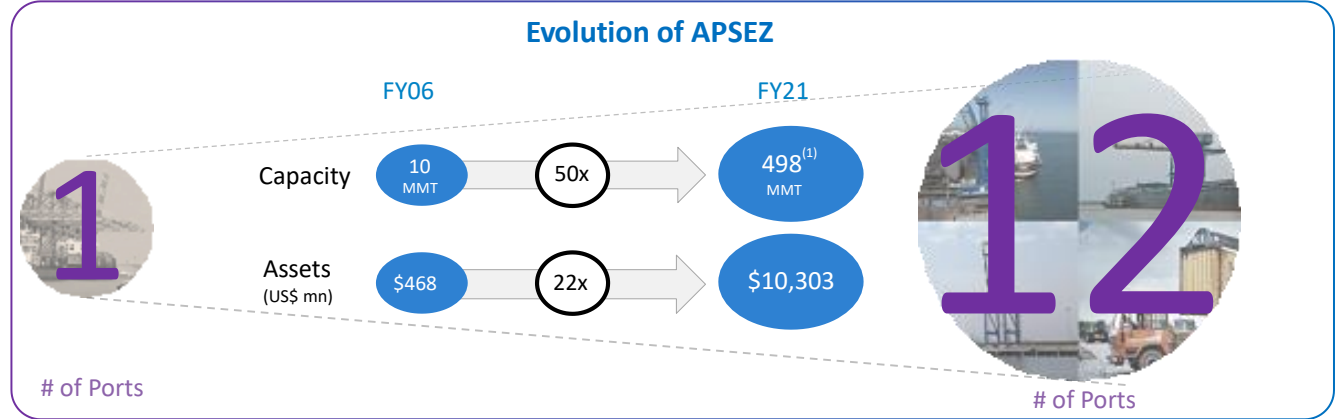 Evolution of APSEZ
FY06
FY21
Capacity
10
MMT
50x
498(1)
MMT
Assets
(US$ mn)
$468
22x
$10,303
1
12
# of Ports
# of Ports